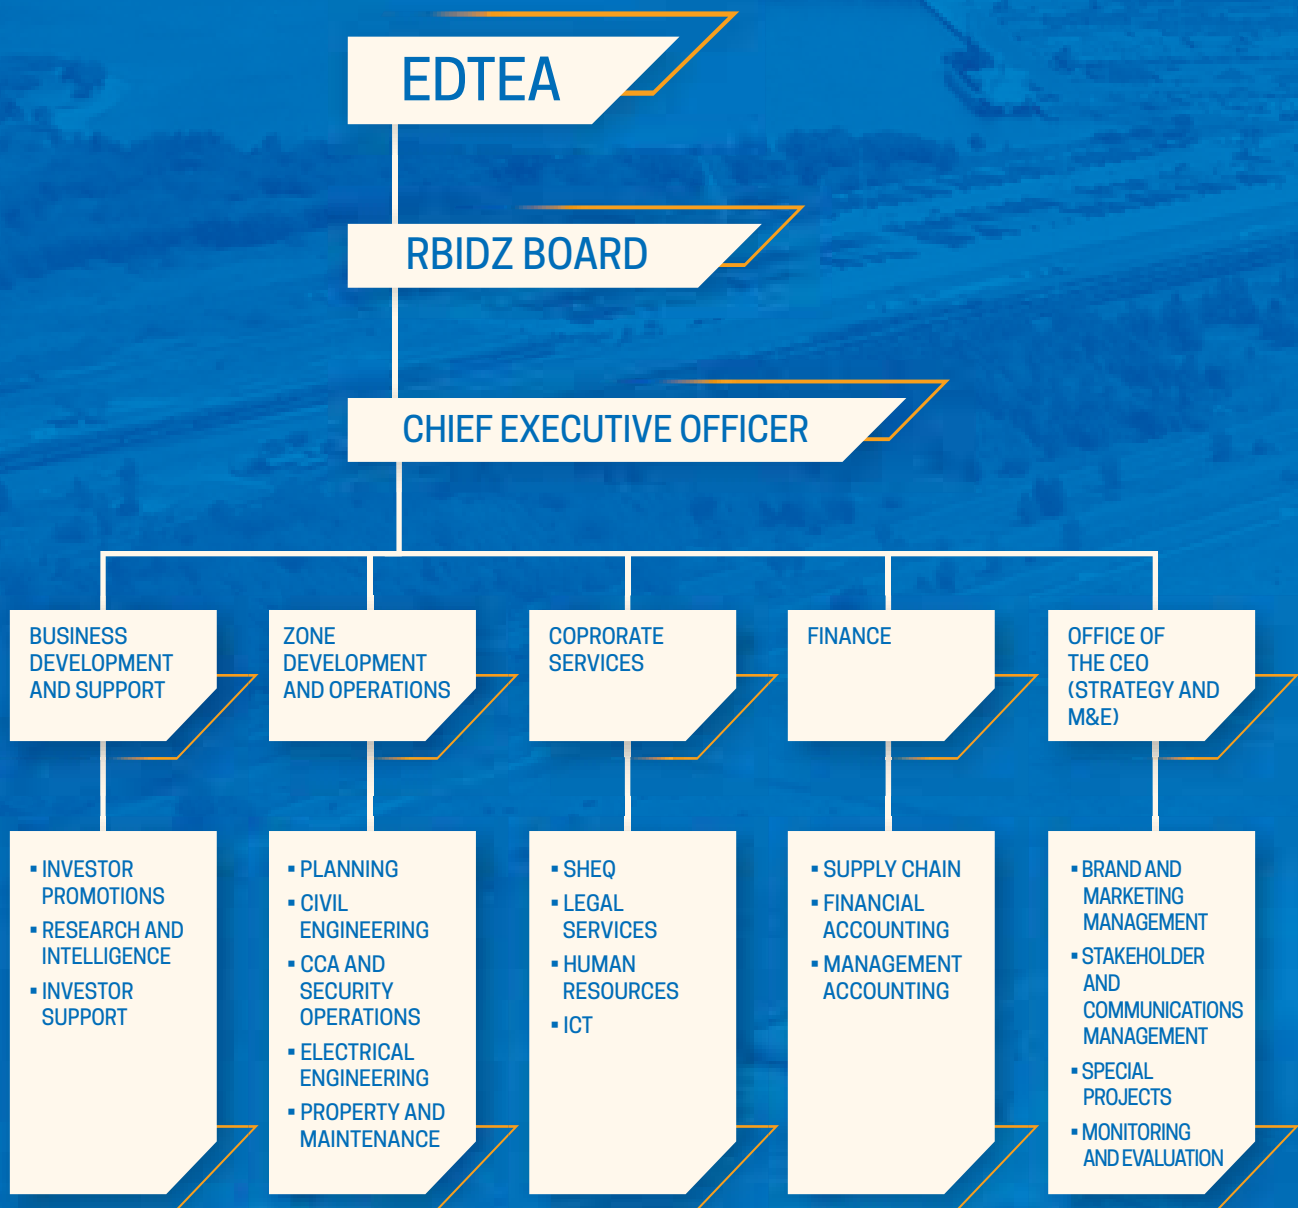 EDTEA
RBIDZ BOARD
CHIEF EXECUTIVE OFFICER
BUSINESS
DEVELOPMENT
AND SUPPORT
ZONE
DEVELOPMENT
AND OPERATIONS
COPRORATE
SERVICES
FINANCE
OFFICE OF
THE CEO
(STRATEGY AND
M&E)
▪ INVESTOR
PROMOTIONS
▪ RESEARCH AND
INTELLIGENCE
▪ INVESTOR
SUPPORT
▪ PLANNING
▪ CIVIL
ENGINEERING
▪ CCA AND
SECURITY
OPERATIONS
▪ ELECTRICAL
ENGINEERING
▪ PROPERTY AND
MAINTENANCE
▪ SHEQ
▪ LEGAL
SERVICES
▪ HUMAN
RESOURCES
▪ ICT
▪ SUPPLY CHAIN
▪ FINANCIAL
ACCOUNTING
▪ MANAGEMENT
ACCOUNTING
▪ BRAND AND
MARKETING
MANAGEMENT
▪ STAKEHOLDER
AND
COMMUNICATIONS
MANAGEMENT
▪ SPECIAL
PROJECTS
▪ MONITORING
AND EVALUATION